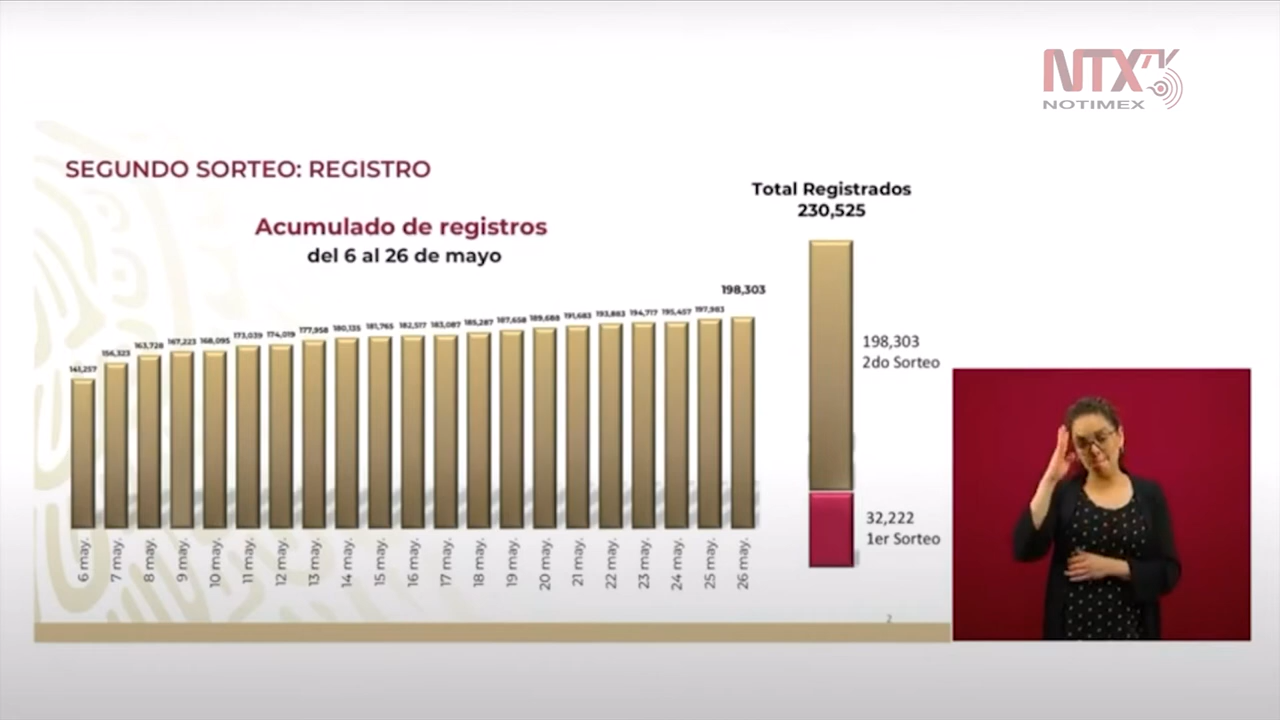 NTX
NOTIMEX
SEGUNDO SORTEO: REGISTRO
Acumulado de registros
del 6 al 26 de mayo
Total Registrados
230,525
198,303
141,257
156,323
163,728
167,223
168,095
173,039
174,019
177,958
180,135
181,765
182,517
183,087
185,287
187,658
189,688
191,683
193,883
194,717
195,457
197,983
198,303
2do Sorteo
32,222
1er Sorteo
6 may.
7 may.
8 may.
9 may.
10 may.
11 may.
12 may.
13 may.
14 may.
15 may.
16 may.
17 may.
18 may.
19 may.
20 may.
21 may.
22 may.
23 may.
24 may.
25 may.
26 may.
2